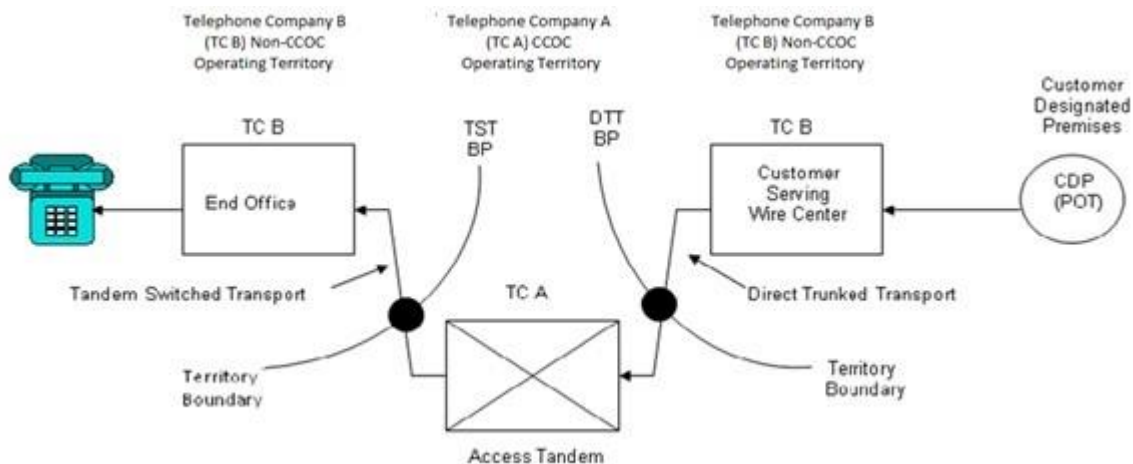 Telephone Company B
(TC B) Non-CCOC
Operating Territory
Telephone Company A
(TC A) CCOC
Operating Territory
Telephone Company B
(TC B) Non-CCOC
Operating Territory
Customer
Designated
Premises
TC B
TST
BP
DTT
BP
TC B
End Office
Customer
Serving
Wire Center
CDP
(POT)
Tandem Switched Transport
TC A
Direct Trunked Transport
Territory
Boundary
Territory
Boundary
Access Tandem